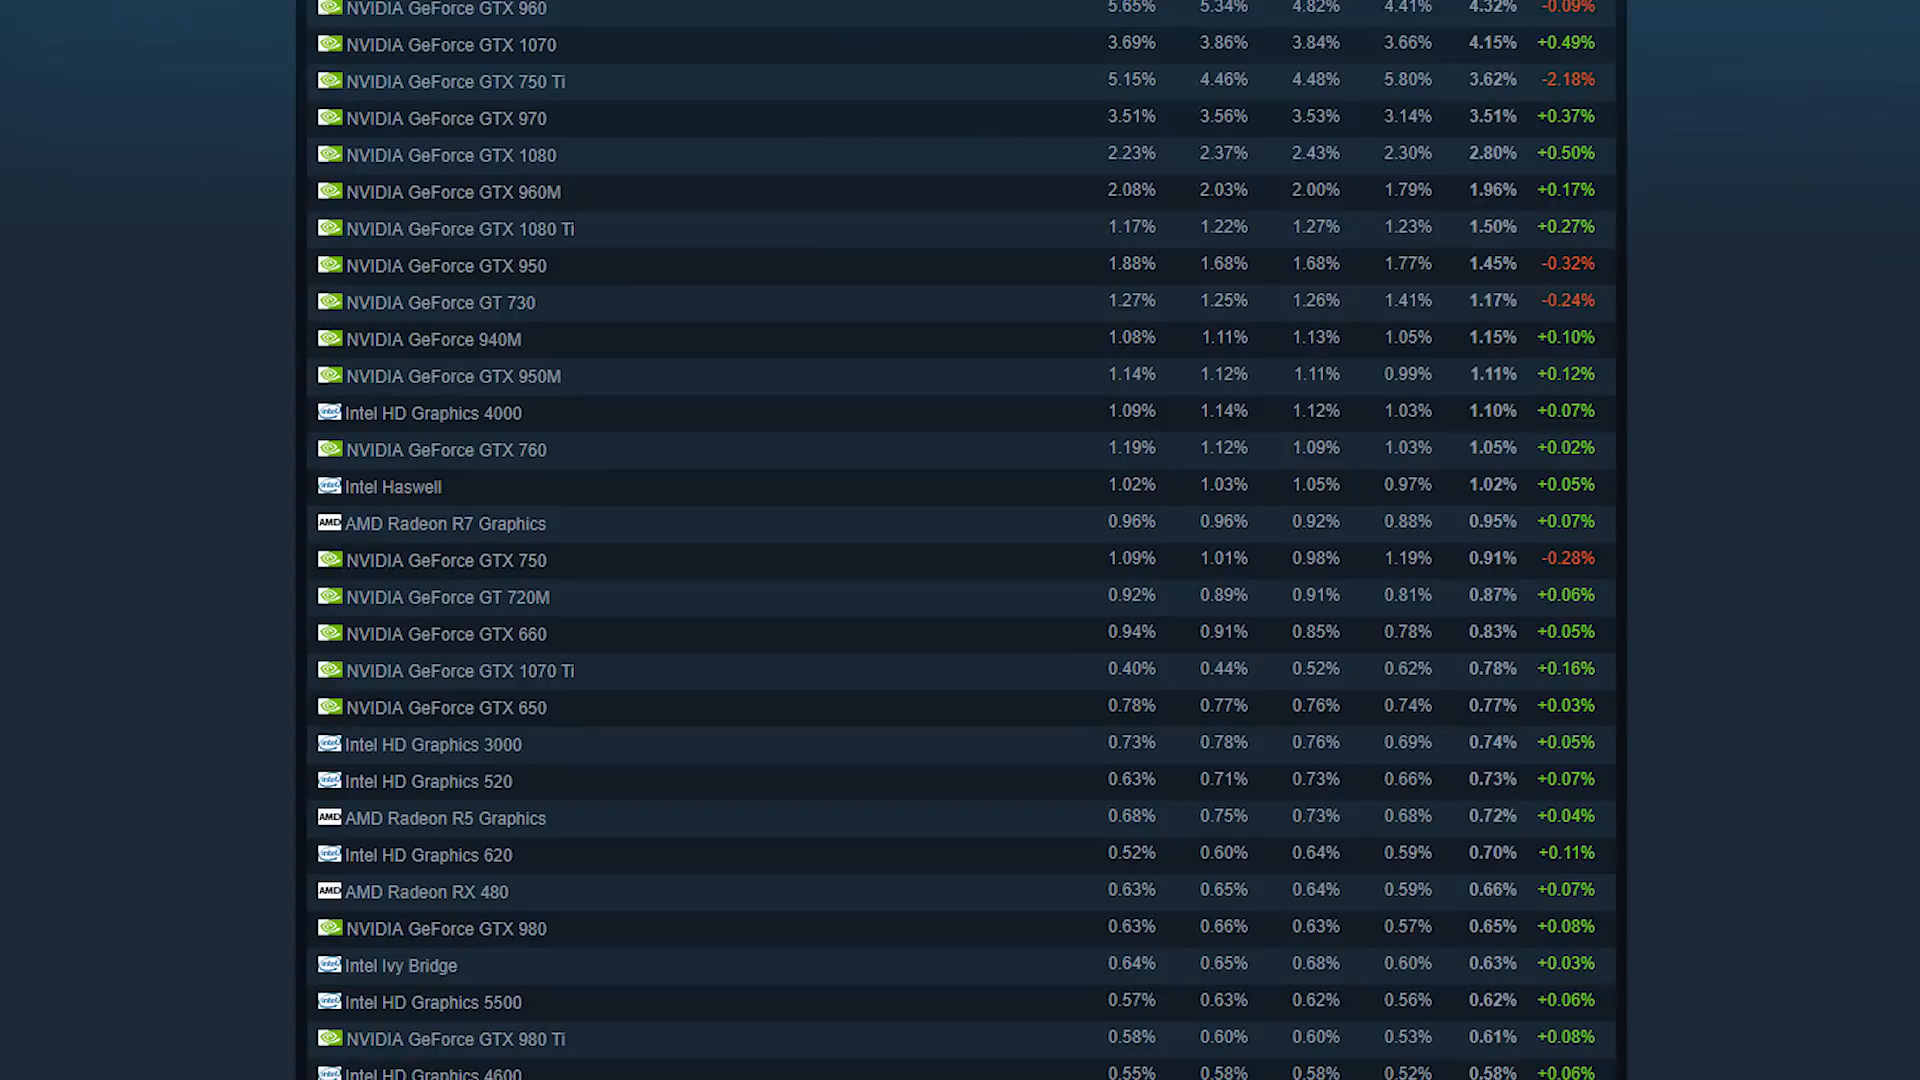 NVIDIA GeForce GTX 960 5.65% 5.34% 4.82% 4.41% 4.32% -0.09%
NVIDIA GeForce GTX 1070 3.69% 3.86% 3.84% 3.66% 4.15% +0.49%
NVIDIA GeForce GTX 750 Ti 5.15% 4.46% 4.48% 5.80% 3.62% -2.18%
NVIDIA GeForce GTX 970 3.51% 3.56% 3.53% 3.14% 3.51% +0.37%
NVIDIA GeForce GTX 1080 2.23% 2.37% 2.43% 2.30% 2.80% +0.50%
NVIDIA GeForce GTX 960M 2.08% 2.03% 2.00% 1.79% 1.96% +0.17%
NVIDIA GeForce GTX 1080 Ti 1.17% 1.22% 1.27% 1.23% 1.50% +0.27%
NVIDIA GeForce GTX 950 1.88% 1.68% 1.68% 1.77% 1.45% -0.32%
NVIDIA GeForce GT 730 1.27% 1.25% 1.26% 1.41% 1.17% -0.24%
NVIDIA GeForce 940M 1.08% 1.11% 1.13% 1.05% 1.15% +0.10%
NVIDIA GeForce GTX 950M 1.14% 1.12% 1.11% 0.99% 1.11% +0.12%
intel Intel HD Graphics 4000 1.09% 1.14% 1.12% 1.03% 1.10% +0.07%
NVIDIA GeForce GTX 760 1.19% 1.12% 1.09% 1.03% 1.05% +0.02%
intel Intel Haswell 1.02% 1.03% 1.05% 0.97% 1.02% +0.05%
AMD AMD Radeon R7 Graphics 0.96% 0.96% 0.92% 0.88% 0.95% +0.07%
NVIDIA GeForce GTX 750 1.09% 1.01% 0.98% 1.19% 0.91% -0.28%
NVIDIA GeForce GT 720M 0.92% 0.89% 0.91% 0.81% 0.87% +0.06%
NVIDIA GeForce GTX 660 0.94% 0.91% 0.85% 0.78% 0.83% +0.05%
NVIDIA GeForce GTX 1070 Ti 0.40% 0.44% 0.52% 0.62% 0.78% +0.16%
NVIDIA GeForce GTX 650 0.78% 0.77% 0.76% 0.74% 0.77% +0.03%
intel Intel HD Graphics 3000 0.73% 0.78% 0.76% 0.69% 0.74% +0.05%
intel Intel HD Graphics 520 0.63% 0.71% 0.73% 0.66% 0.73% +0.07%
AMD AMD Radeon R5 Graphics 0.68% 0.75% 0.73% 0.68% 0.72% +0.04%
intel Intel HD Graphics 620 0.52% 0.60% 0.64% 0.59% 0.70% +0.11%
AMD AMD Radeon RX 480 0.63% 0.65% 0.64% 0.59% 0.66% +0.07%
NVIDIA GeForce GTX 980 0.63% 0.66% 0.63% 0.57% 0.65% +0.08%
intel Intel Ivy Bridge 0.64% 0.65% 0.68% 0.60% 0.63% +0.03%
intel Intel HD Graphics 5500 0.57% 0.63% 0.62% 0.56% 0.62% +0.06%
NVIDIA GeForce GTX 980 Ti 0.58% 0.60% 0.60% 0.53% 0.61% +0.08%
intel Intel HD Graphics 4600 0.55% 0.58% 0.58% 0.52% 0.58% +0.06%